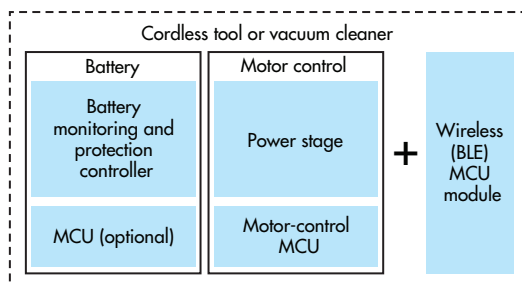 Cordless tool or vacuum cleaner
Battery
Battery
monitoring and
protection
controller
MCU (optional)
Motor control
Power stage
Motor-control
MCU
+
Wireless
(BLE)
MCU
module